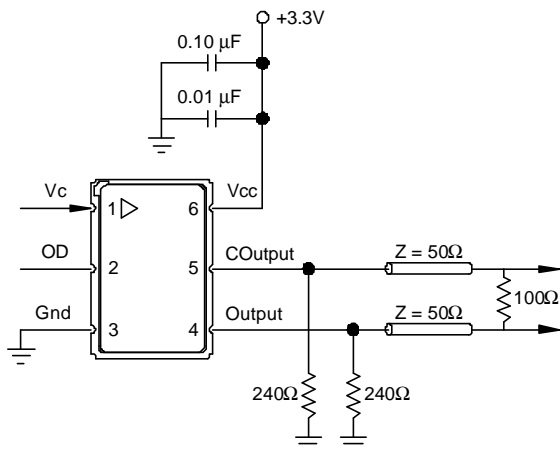 +3.3V
0.10 µF
0.01 µF
Vc
1
6
Vcc
OD
2
5
COutput
Z = 50Ω
100Ω
Gnd
3
4
Output
Z = 50Ω
240Ω
240Ω